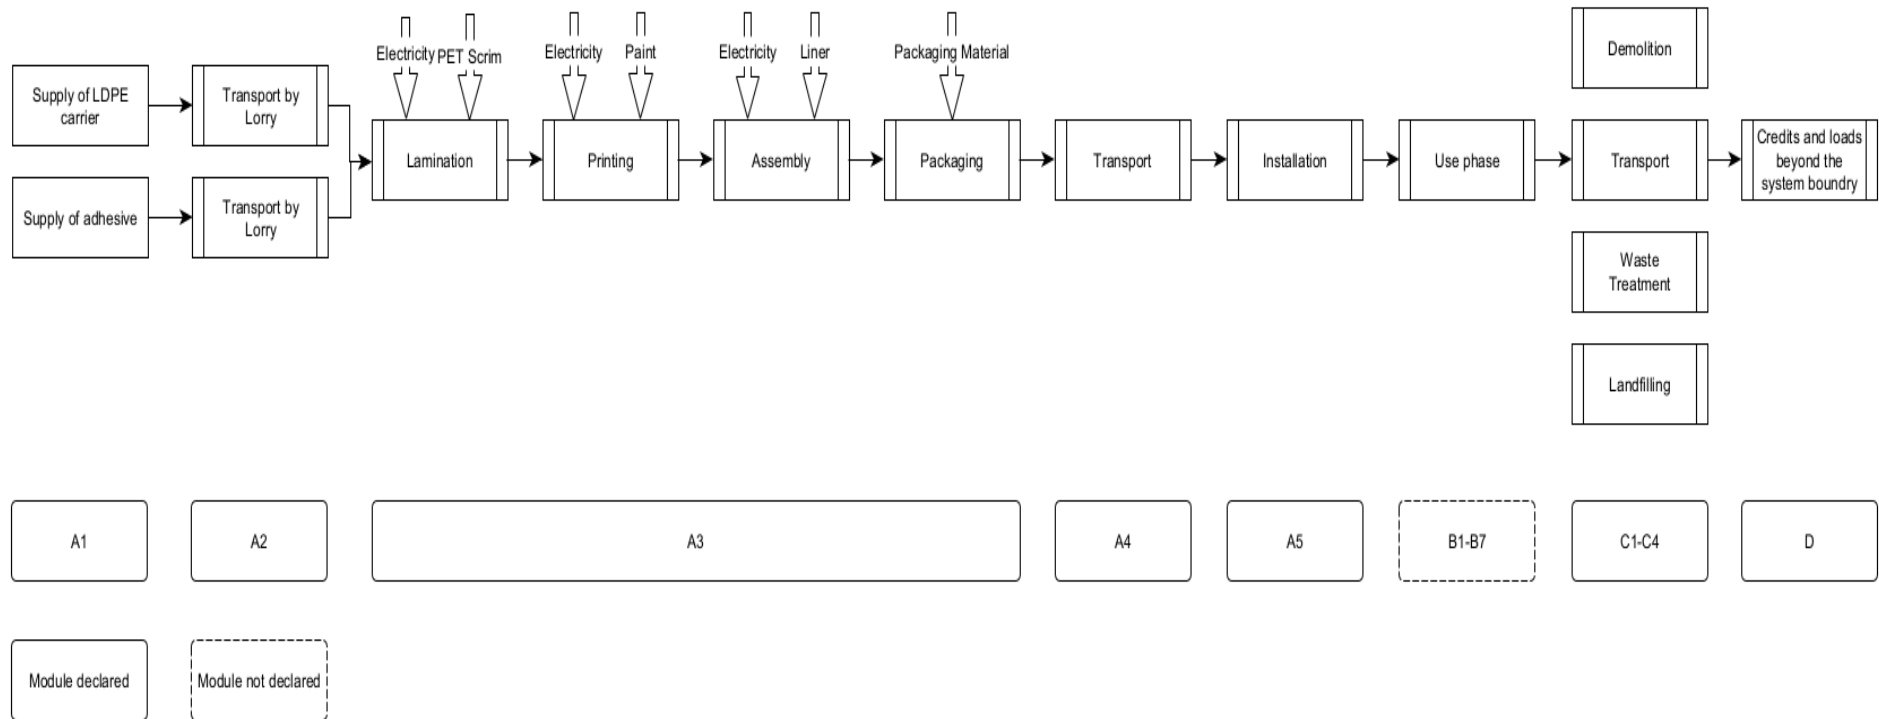 Electricity
PET Scrim
Electricity
Paint
Electricity
Liner
Packaging Material
Demolition
Supply of LDPE
carrier
Transport by
Lorry
Lamination
Printing
Assembly
Packaging
Transport
Installation
Use phase
Transport
Credits and loads
beyond the
system boundry
Supply of adhesive
Transport by
Lorry
Waste
Treatment
Landfilling
A1
A2
A3
A4
A5
B1-B7
C1-C4
D
Module declared
Module not declared